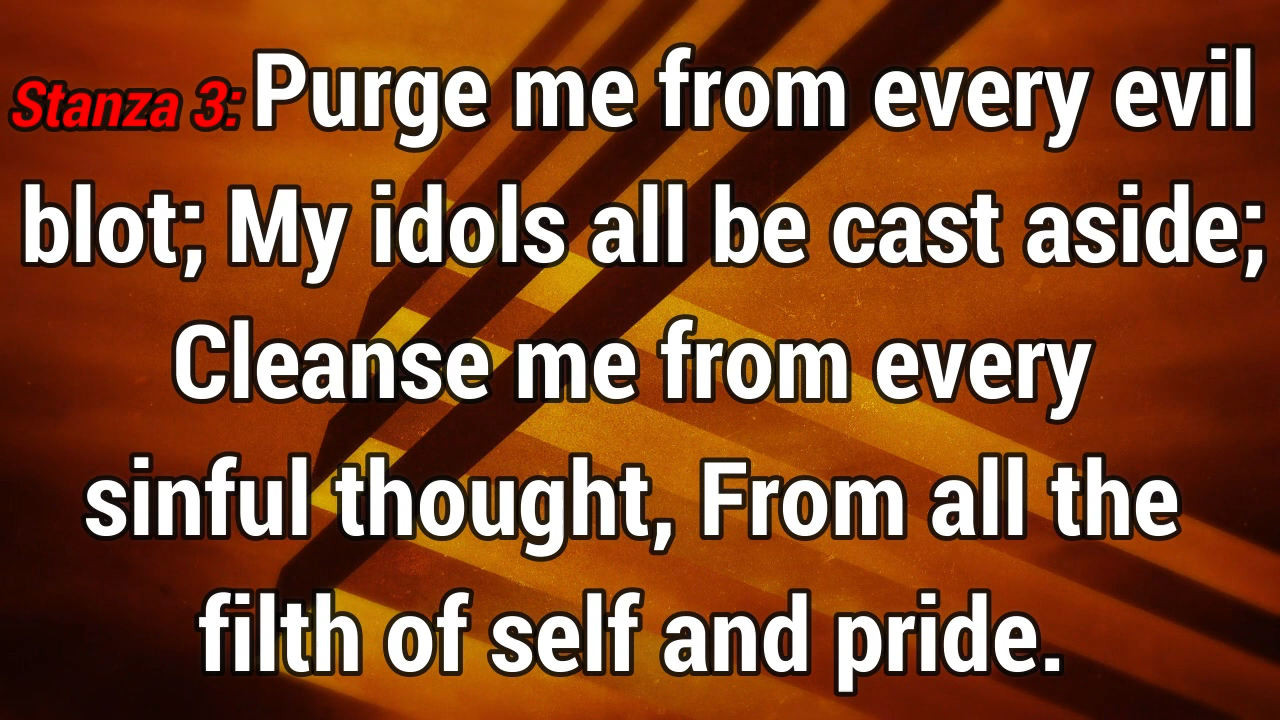 Stanza 3: Purge me from every evil
blot; My idols all be cast aside;
Cleanse me from every
sinful thought, From all the
filth of self and pride.